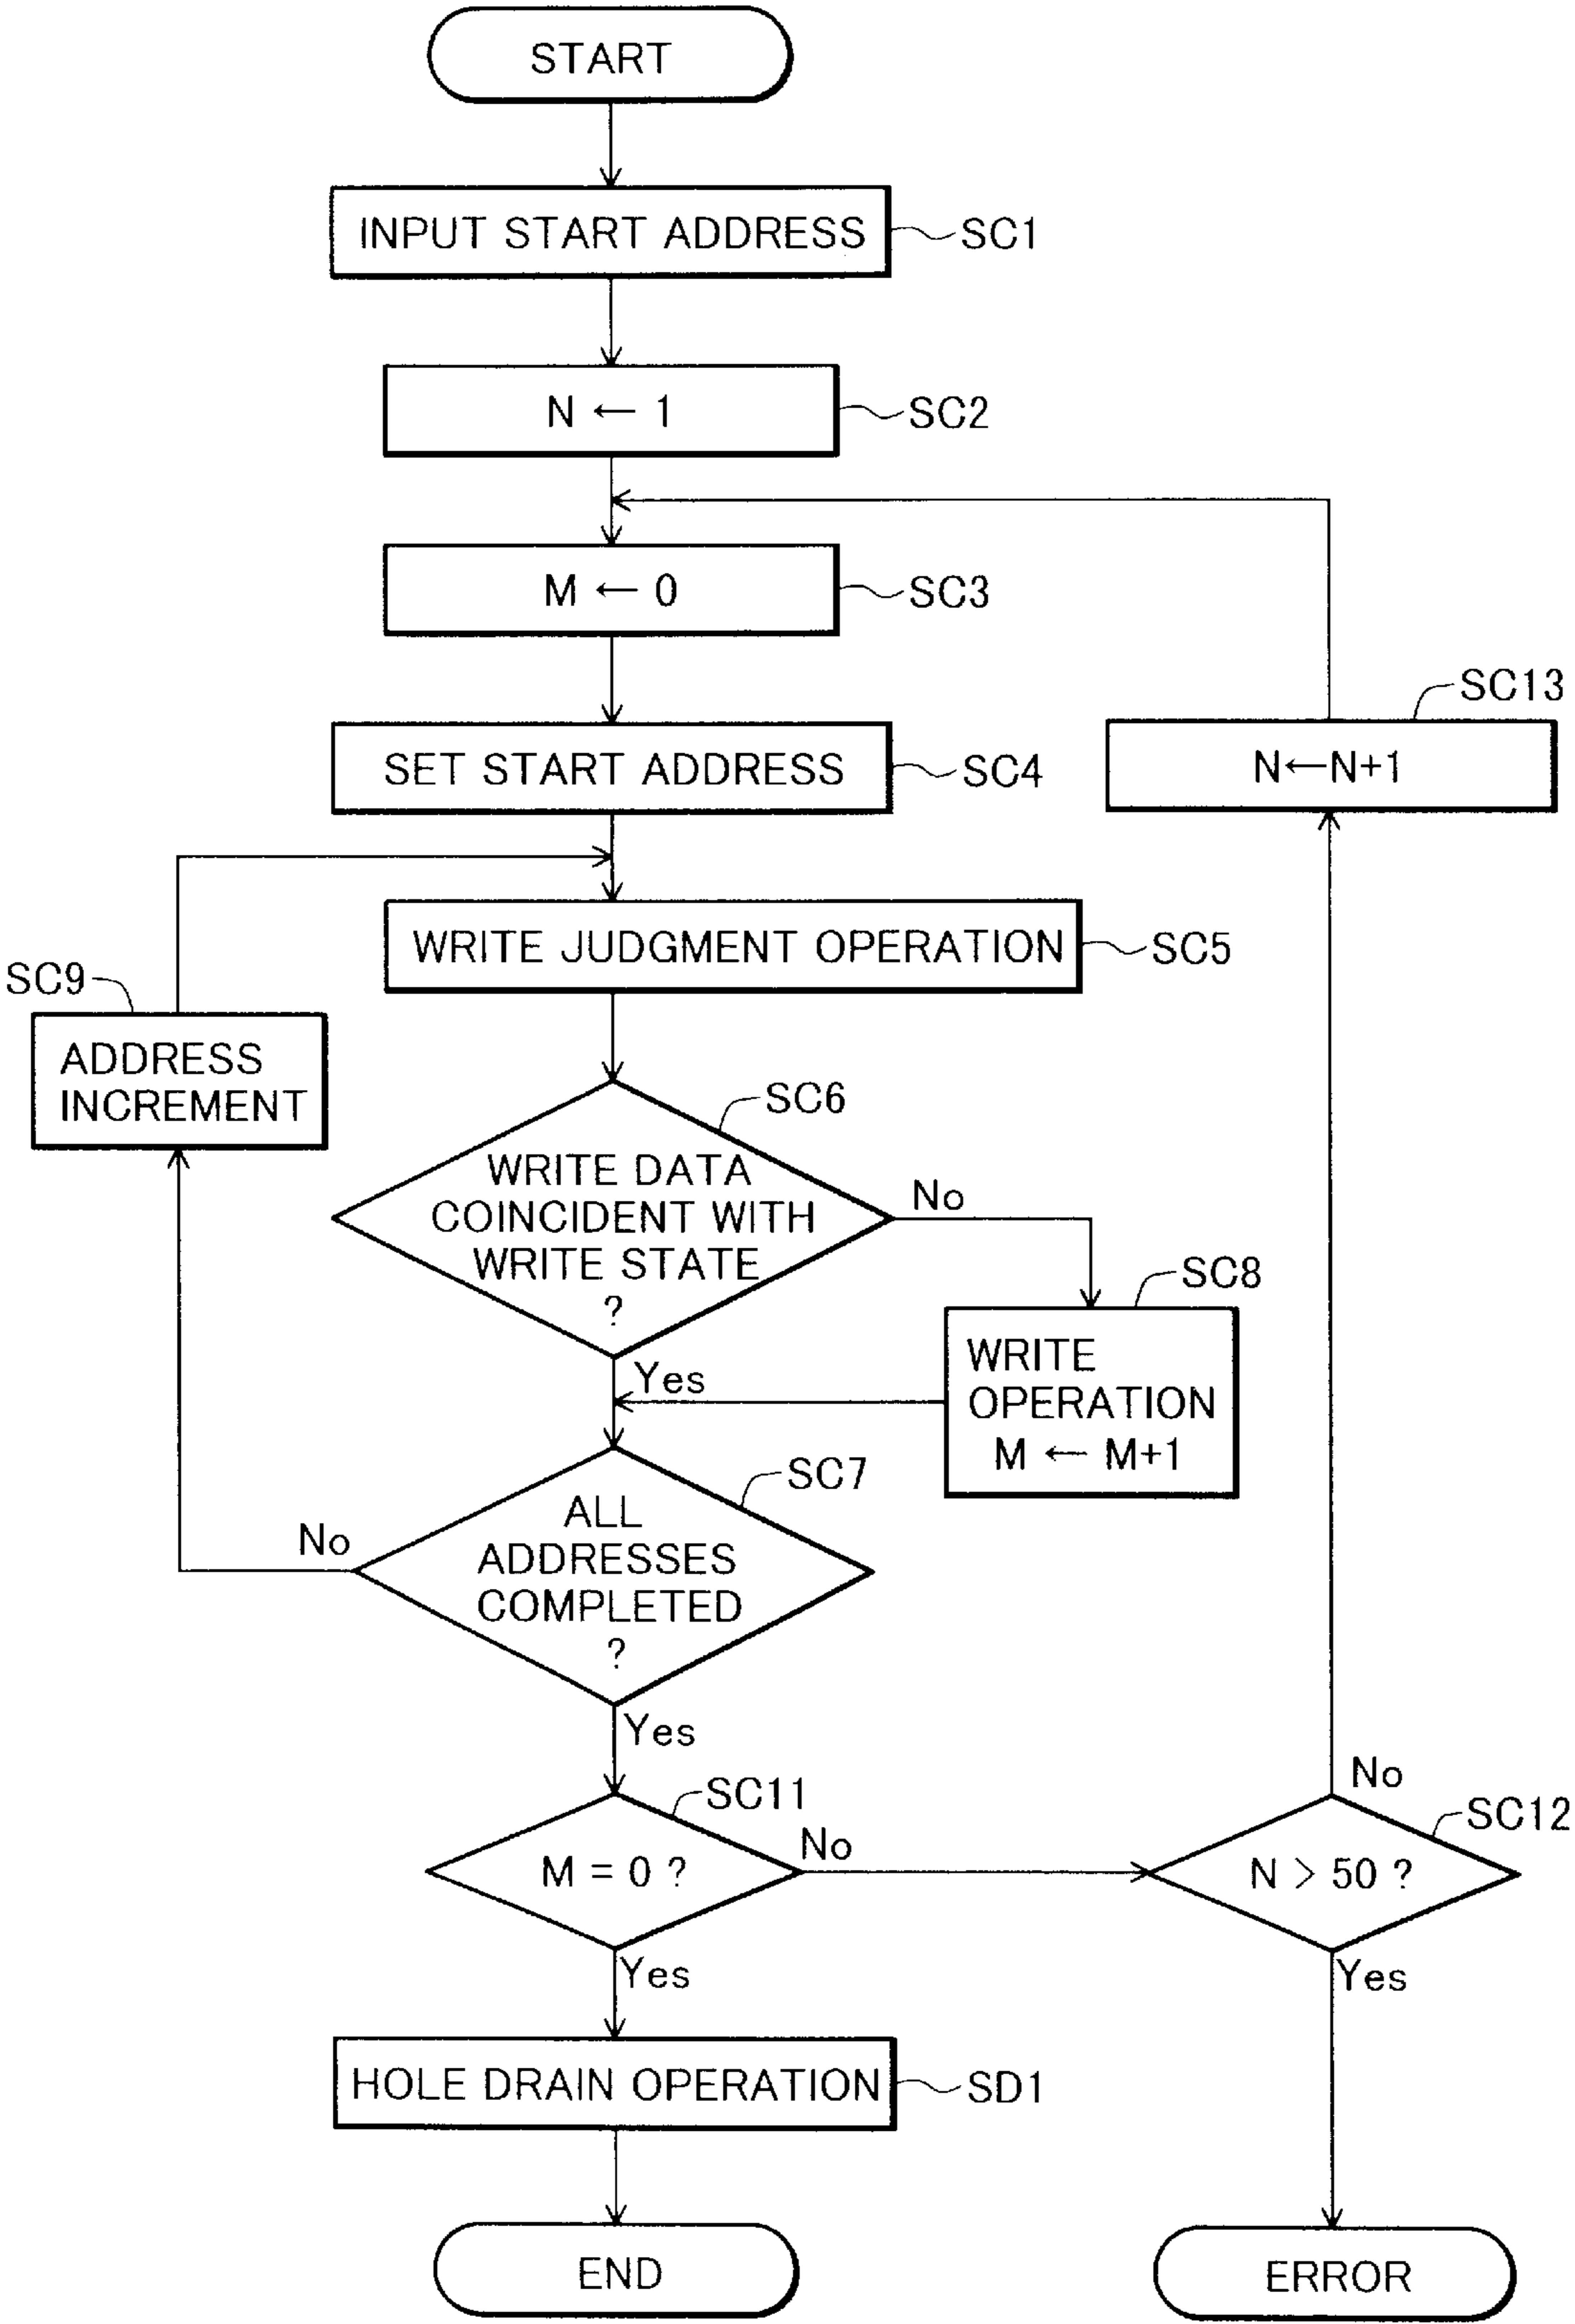 START
INPUT START ADDRESS
SC1
N ← 1
SC2
M ← 0
SC3
SC13
SET START ADDRESS
SC4
N←N+1
WRITE JUDGMENT OPERATION
SC5
SC9
ADDRESS
INCREMENT
SC6
WRITE DATA
COINCIDENT WITH
WRITE STATE
?
No
SC8
WRITE
OPERATION
M ← M+1
Yes
SC7
ALL
ADDRESSES
COMPLETED
?
No
Yes
SC11
M = 0 ?
No
No
SC12
N > 50 ?
Yes
Yes
HOLE DRAIN OPERATION
SD1
END
ERROR